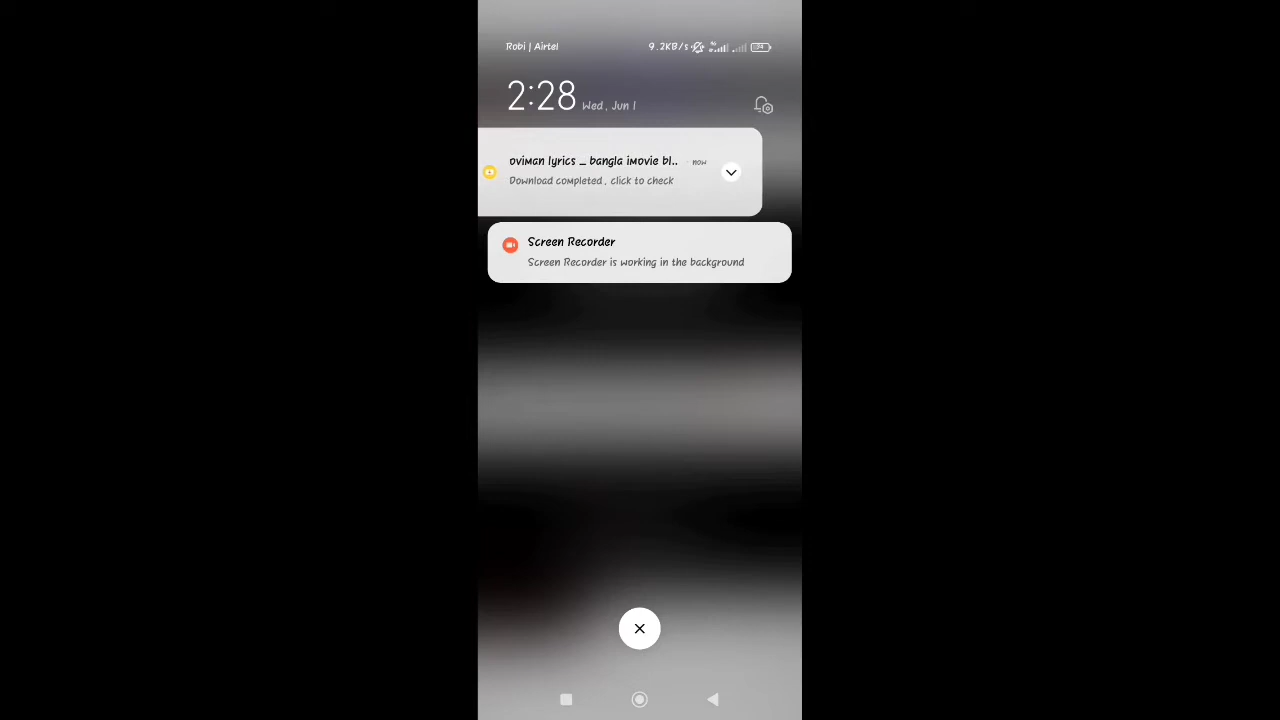 Robi | Airtel 9.2KB/s
2:28 Wed, Jun 1
oviman lyrics _ bangla imovie bl.. now
Download completed, click to check
Screen Recorder
Screen Recorder is working in the background